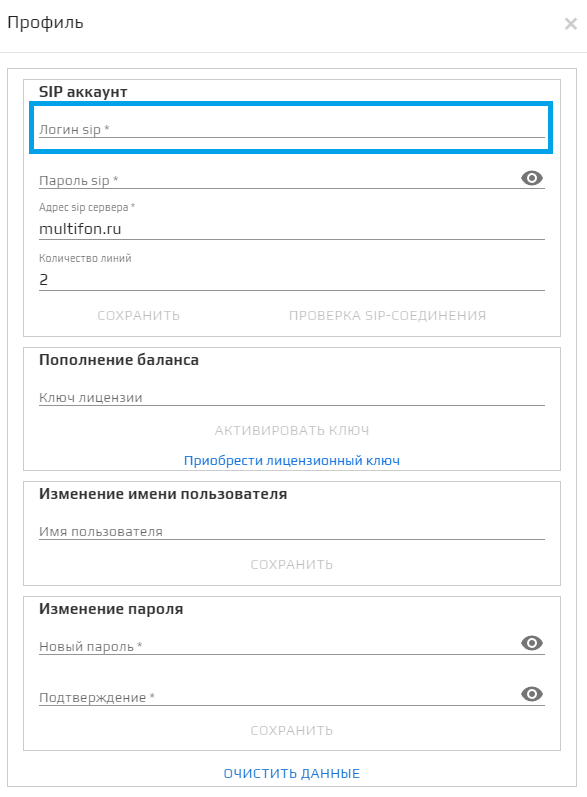 Профиль
SIP аккаунт
Логин sip *
Пароль sip *
Адрес sip сервера *
multifon.ru
Количество линий
2
СОХРАНИТЬ ПРОВЕРКА SIP-СОЕДИНЕНИЯ
Пополнение баланса
Ключ лицензии
АКТИВИРОВАТЬ КЛЮЧ
Приобрести лицензионный ключ
Изменение имени пользователя
Имя пользователя
СОХРАНИТЬ
Изменение пароля
Новый пароль *
Подтверждение *
СОХРАНИТЬ
ОЧИСТИТЬ ДАННЫЕ